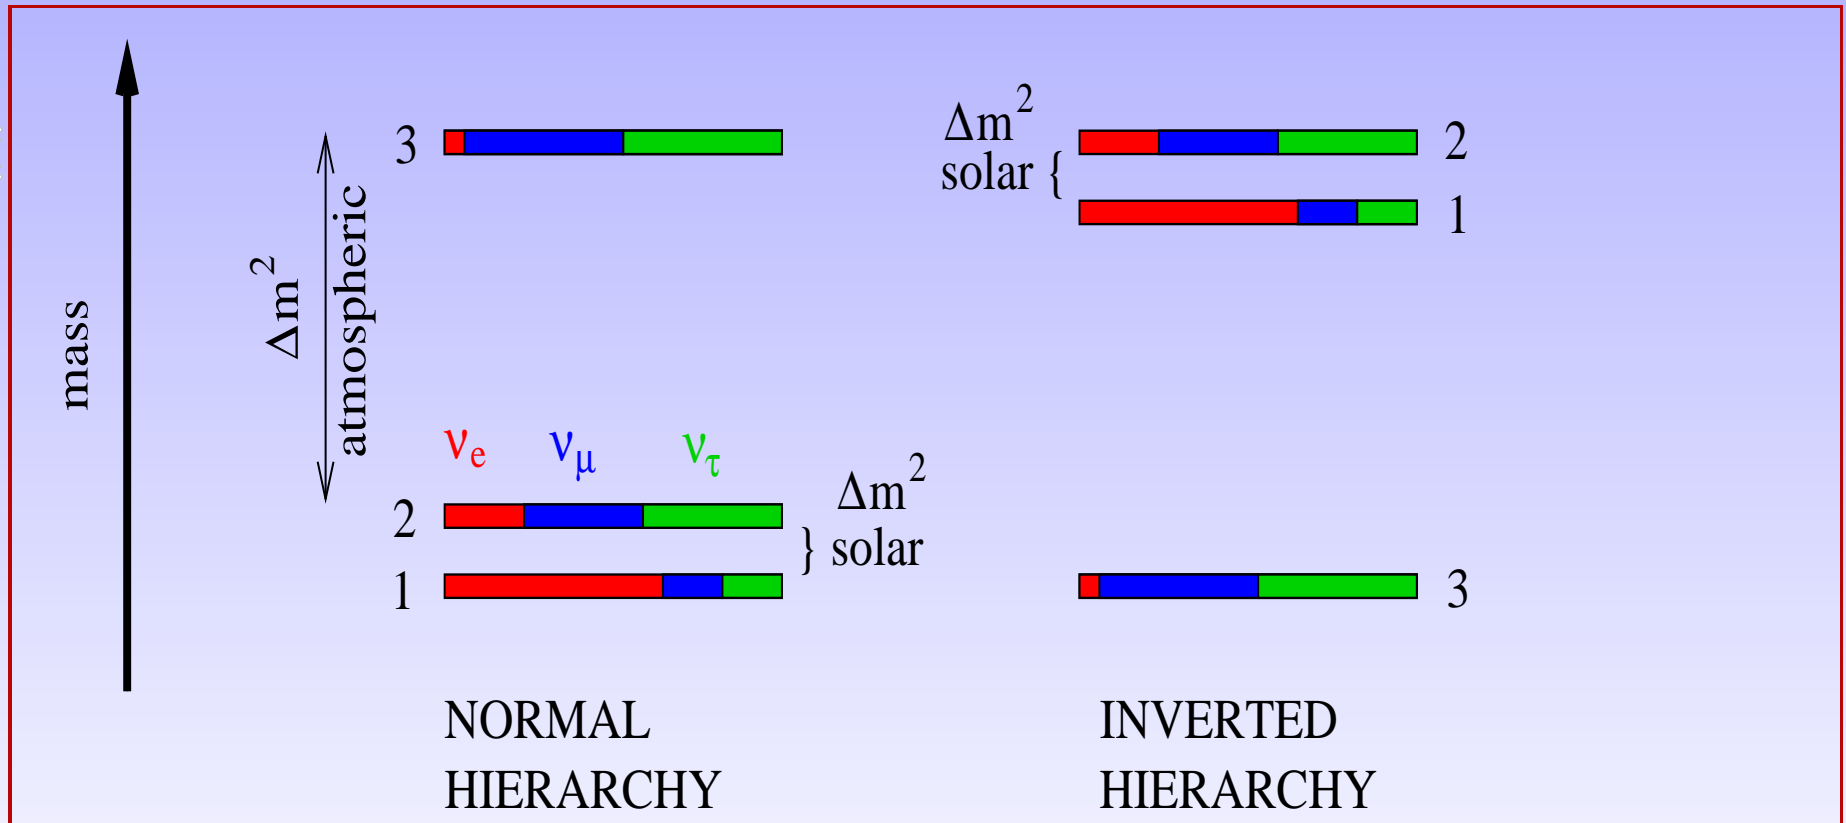 mass
Δm²
atmospheric
3
νe νμ ντ
2
1
Δm²
} solar
NORMAL
HIERARCHY
Δm²
solar {
2
1
3
INVERTED
HIERARCHY